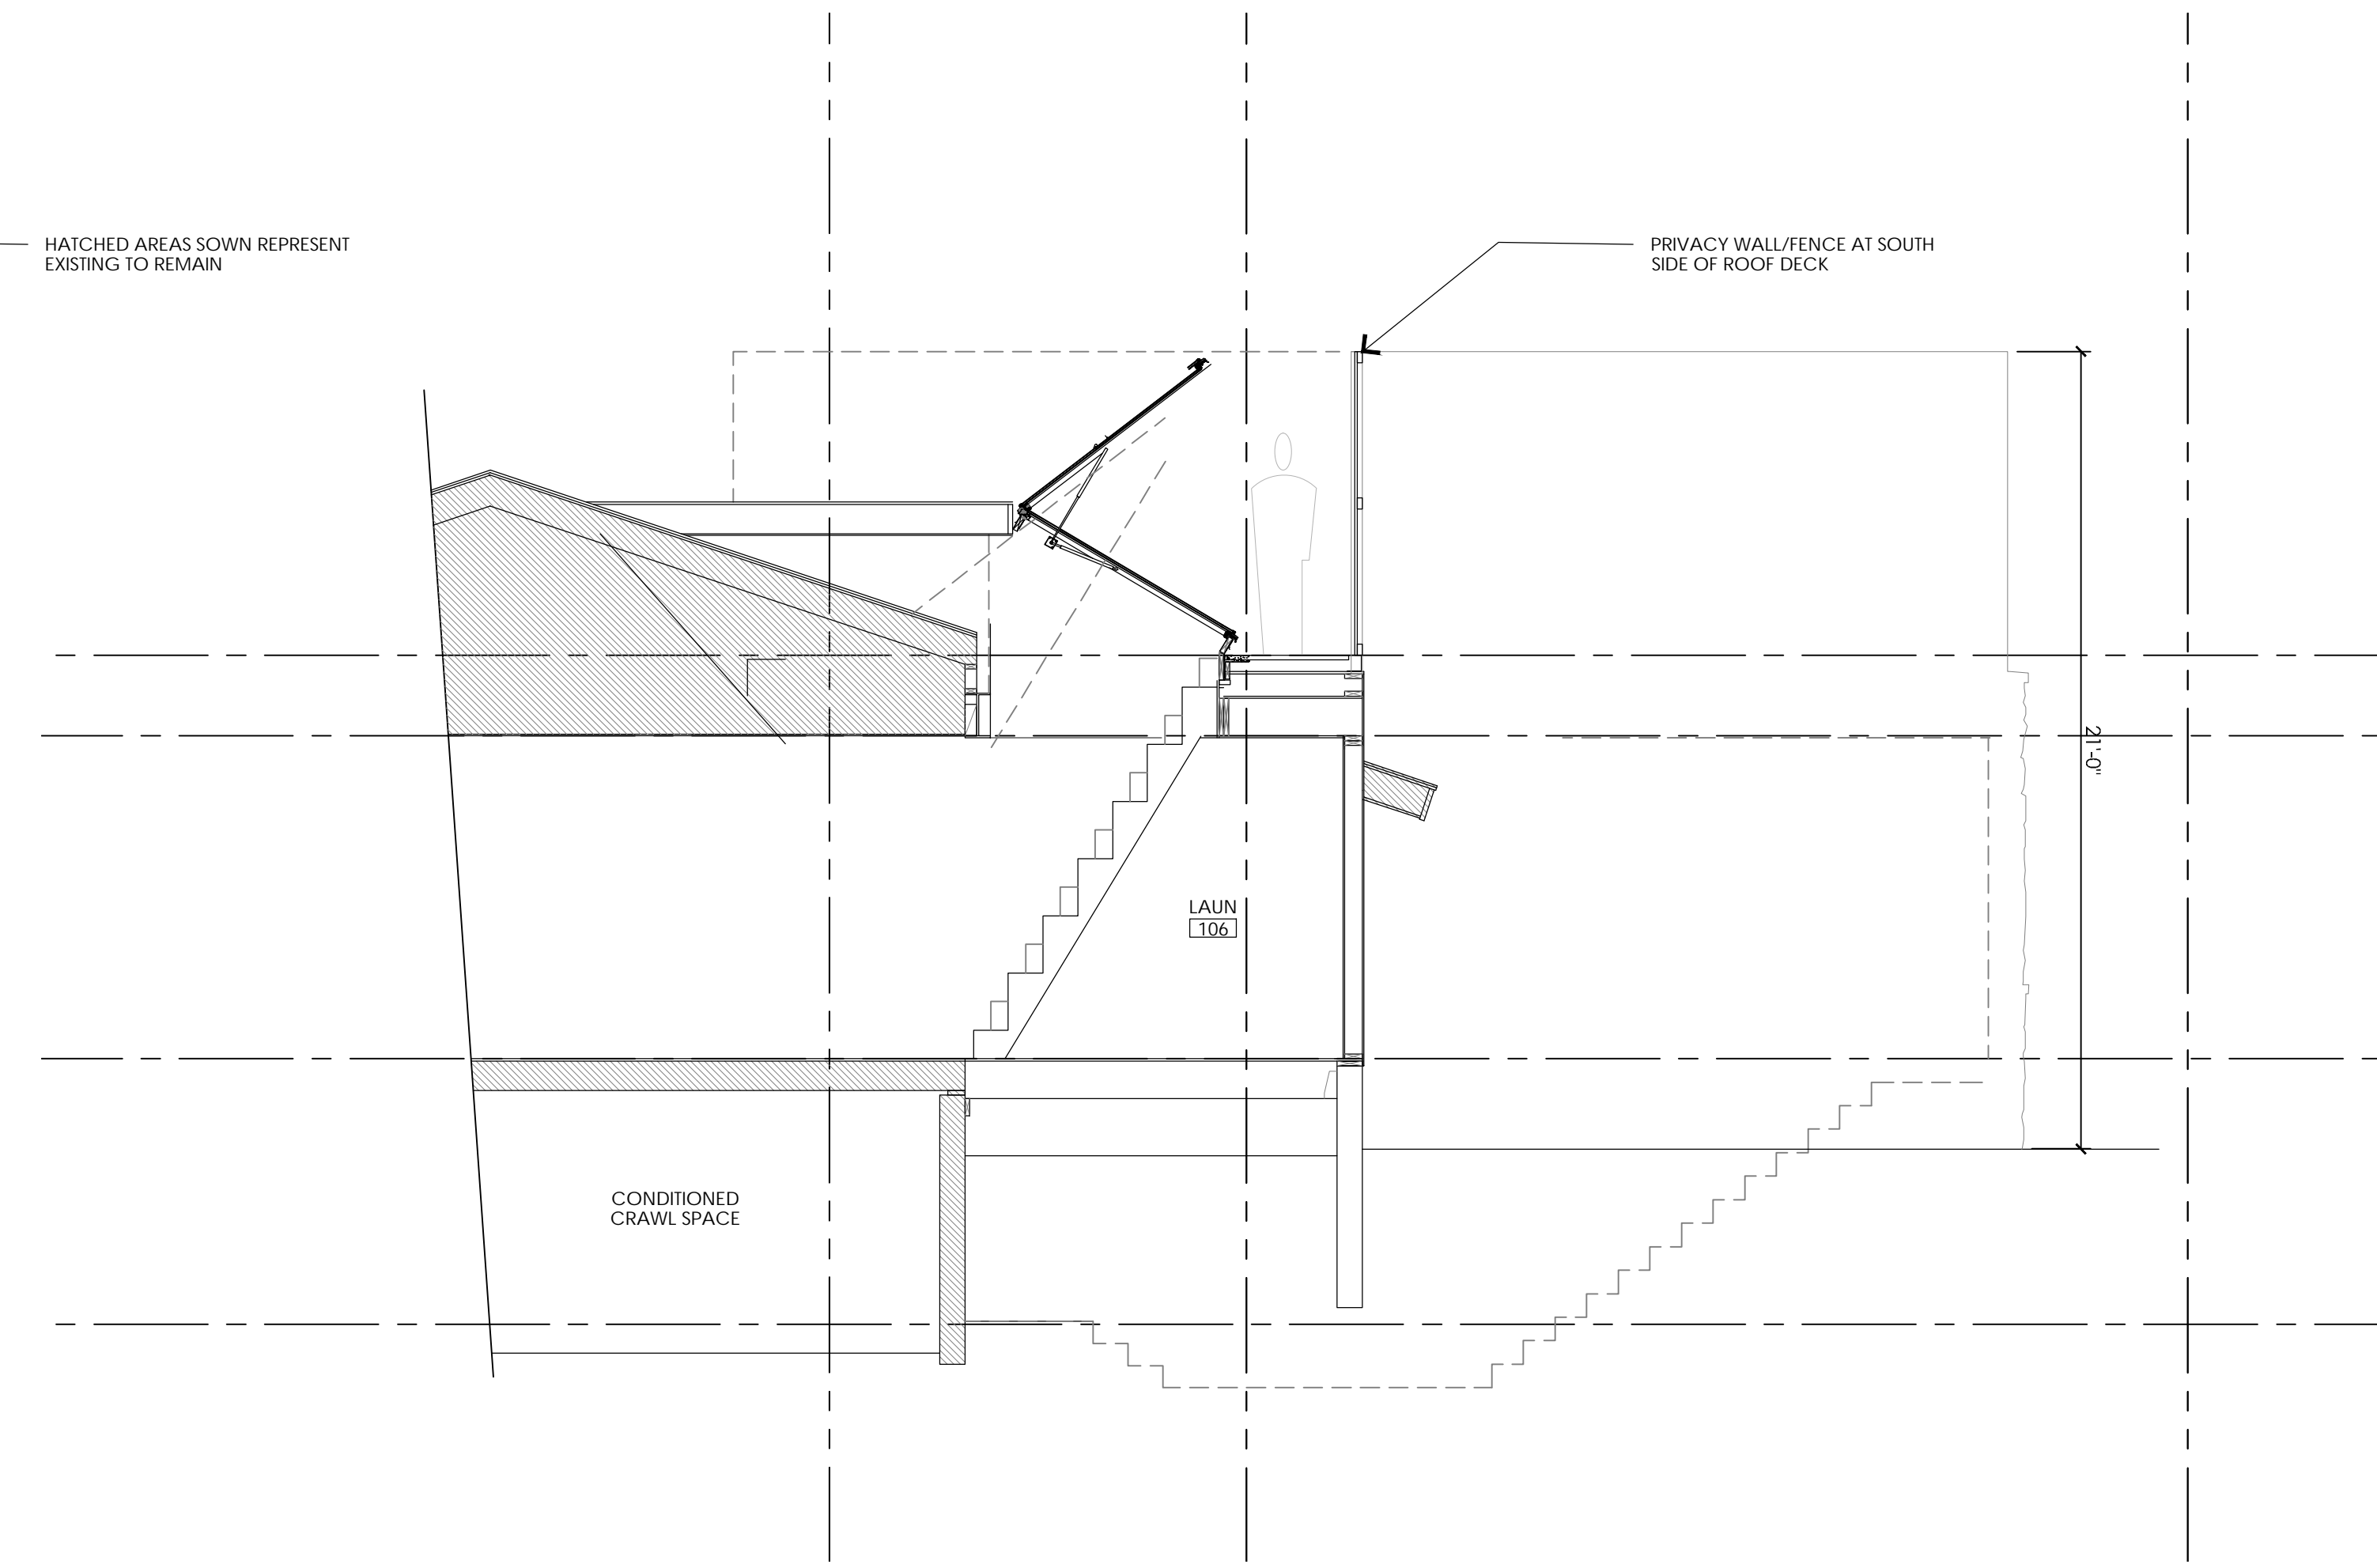 HATCHED AREAS SOWN REPRESENT
EXISTING TO REMAIN
PRIVACY WALL/FENCE AT SOUTH
SIDE OF ROOF DECK
21'-0"
LAUN
106
CONDITIONED
CRAWL SPACE